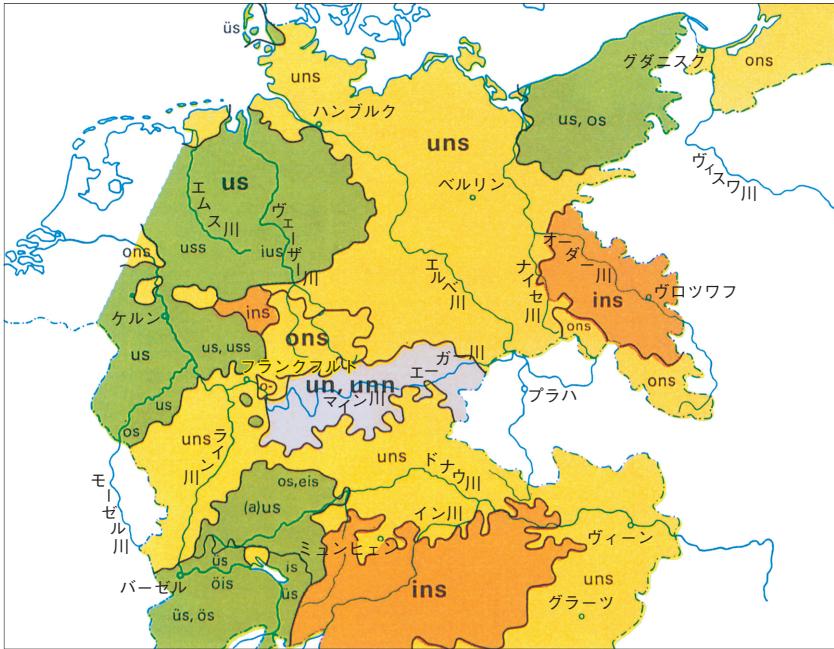 üs
uns
グダニスク
ons
ハンブルク
us, os
uns
ヴィスワ川
us
ベルリン
エムス川
ヴェーザー川
uss
ius
ons
オーダー川
エルベ川
ナイセ川
ins
ヴロツワフ
ins
ケルン
ons
ons
us
us, uss
フランクフルト
ガー川
エー
ons
o-
un, unn
マイン川
プラハ
us
os
uns
ライン川
uns
ドナウ川
モーゼル川
os,eis
(a)us
イン川
ミュンヒェン
ヴィーン
üs
is
バーゼル
öis
üs
ins
uns
グラーツ
üs, ös